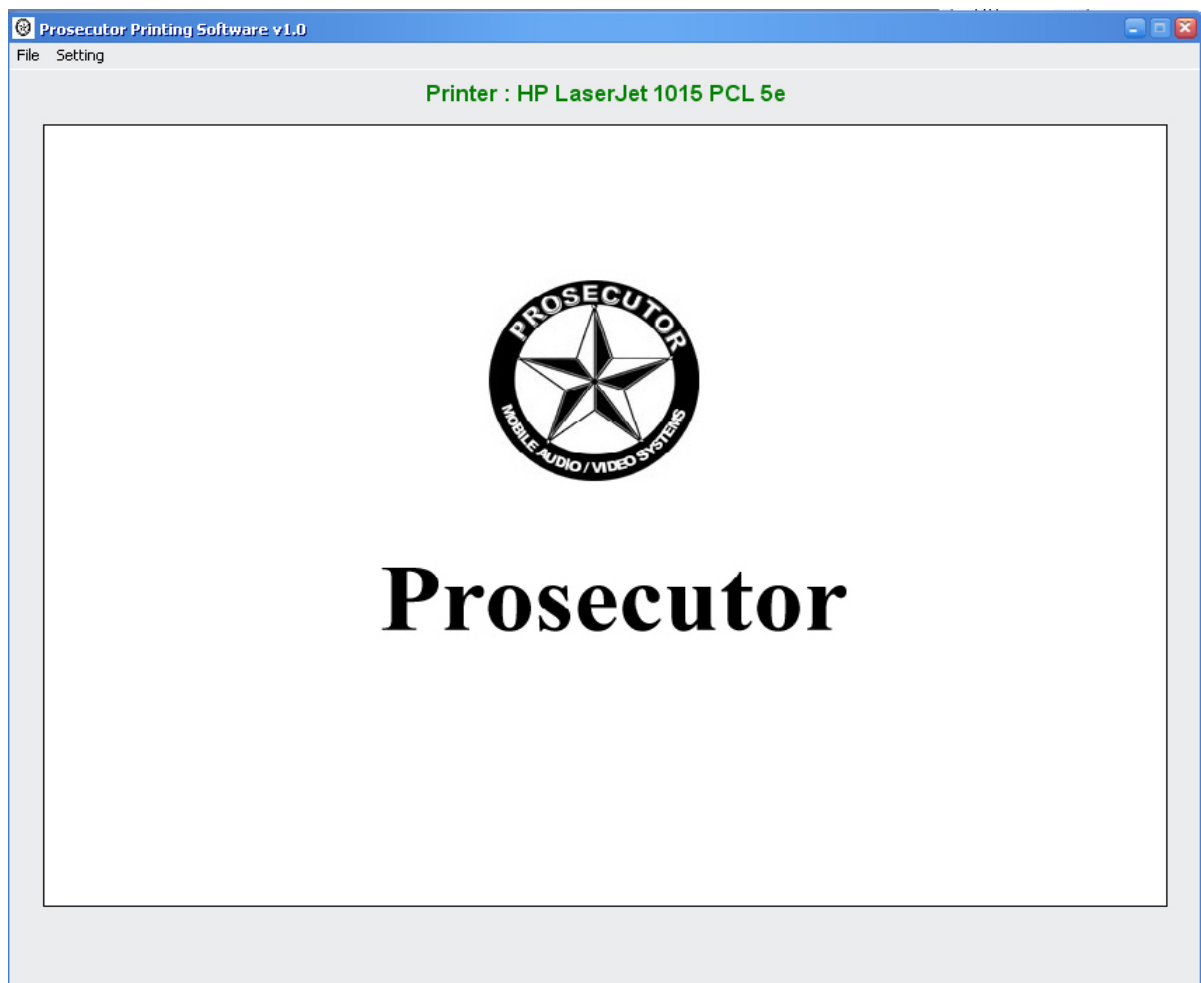 Prosecutor Printing Software v1.0
File Setting
Printer : HP LaserJet 1015 PCL 5e
PROSECUTOR
MOBILE AUDIO / VIDEO SYSTEMS
Prosecutor